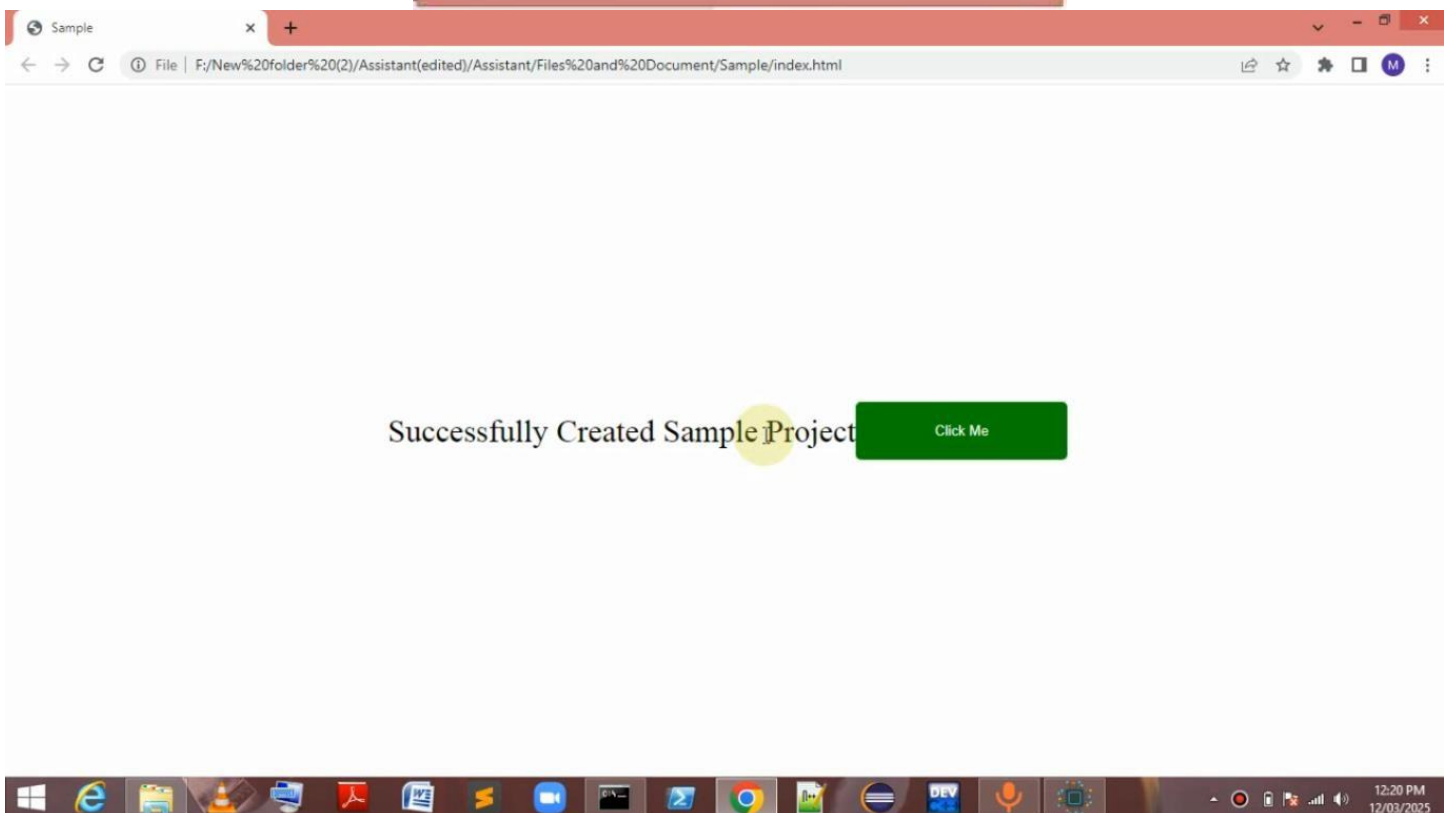 Sample
File | F:/New%20folder%20(2)/Assistant(edited)/Assistant/Files%20and%20Document/Sample/index.html
M
Successfully Created Sample Project
Click Me
DEV
12:20 PM
12/03/2025